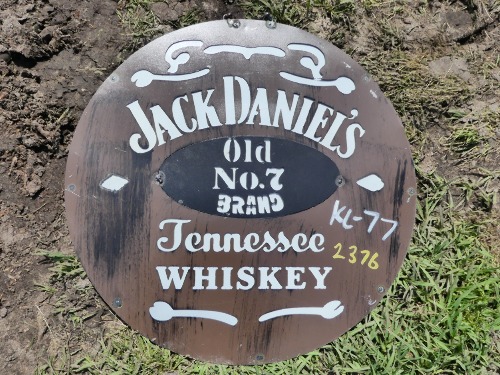 JACK DANIEL'S
Old
No.7
BRAND
Tennessee
WHISKEY
KL-77
2376